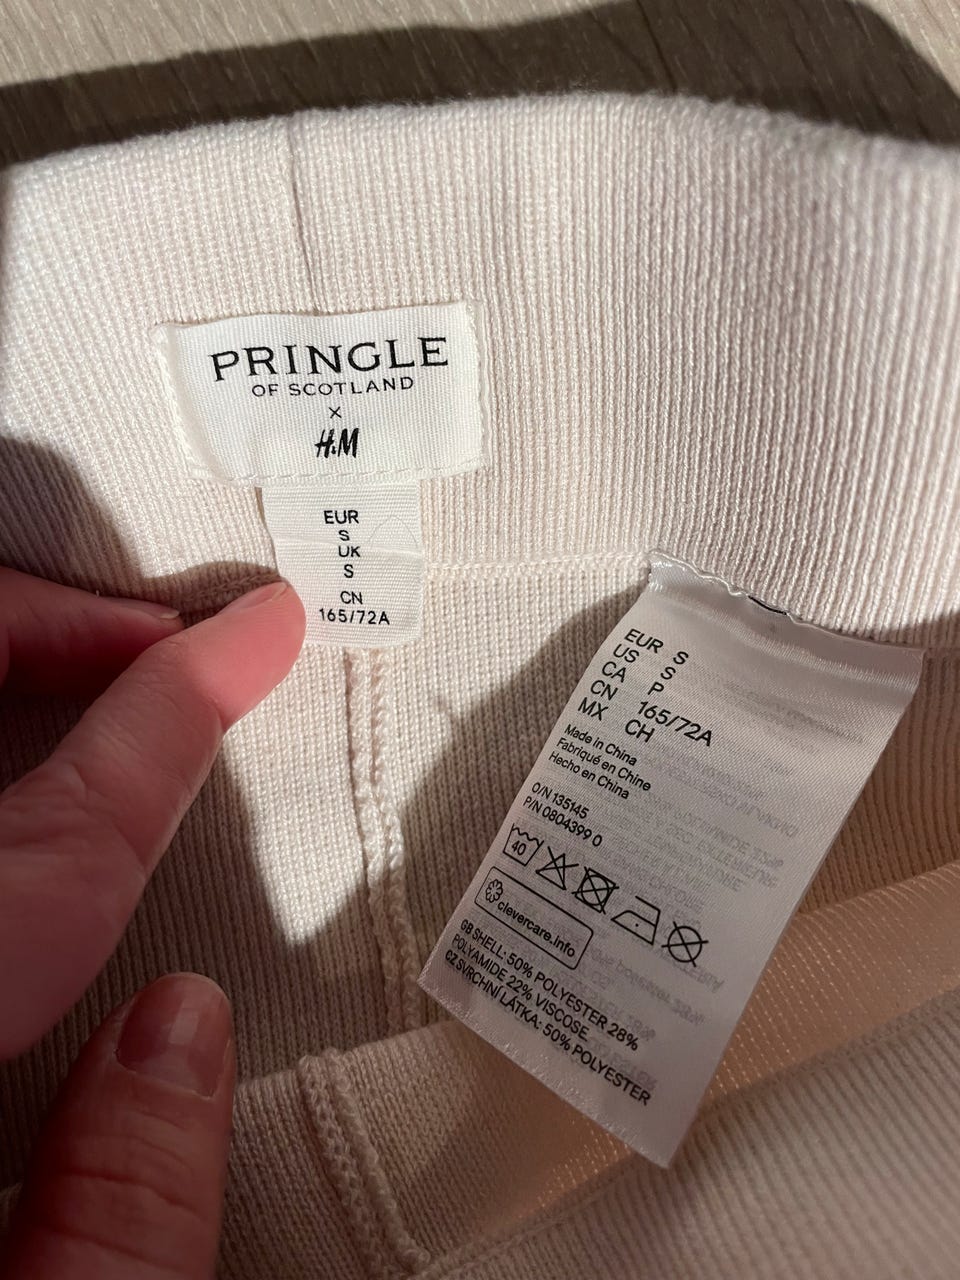 PRINGLE
OF SCOTLAND
×
H&M
EUR
S
UK
S
CN
165/72A
EUR S
US S
CA P
CN 165/72A
MX CH
Made in China
Fabriqué en Chine
Hecho en China
O/N 135145
P/N 0804399 0
40
clevercare.info
GB SHELL: 50% POLYESTER 28%
POLYAMIDE 22% VISCOSE
CZ SVRCHNÍ LÁTKA: 50% POLYESTER